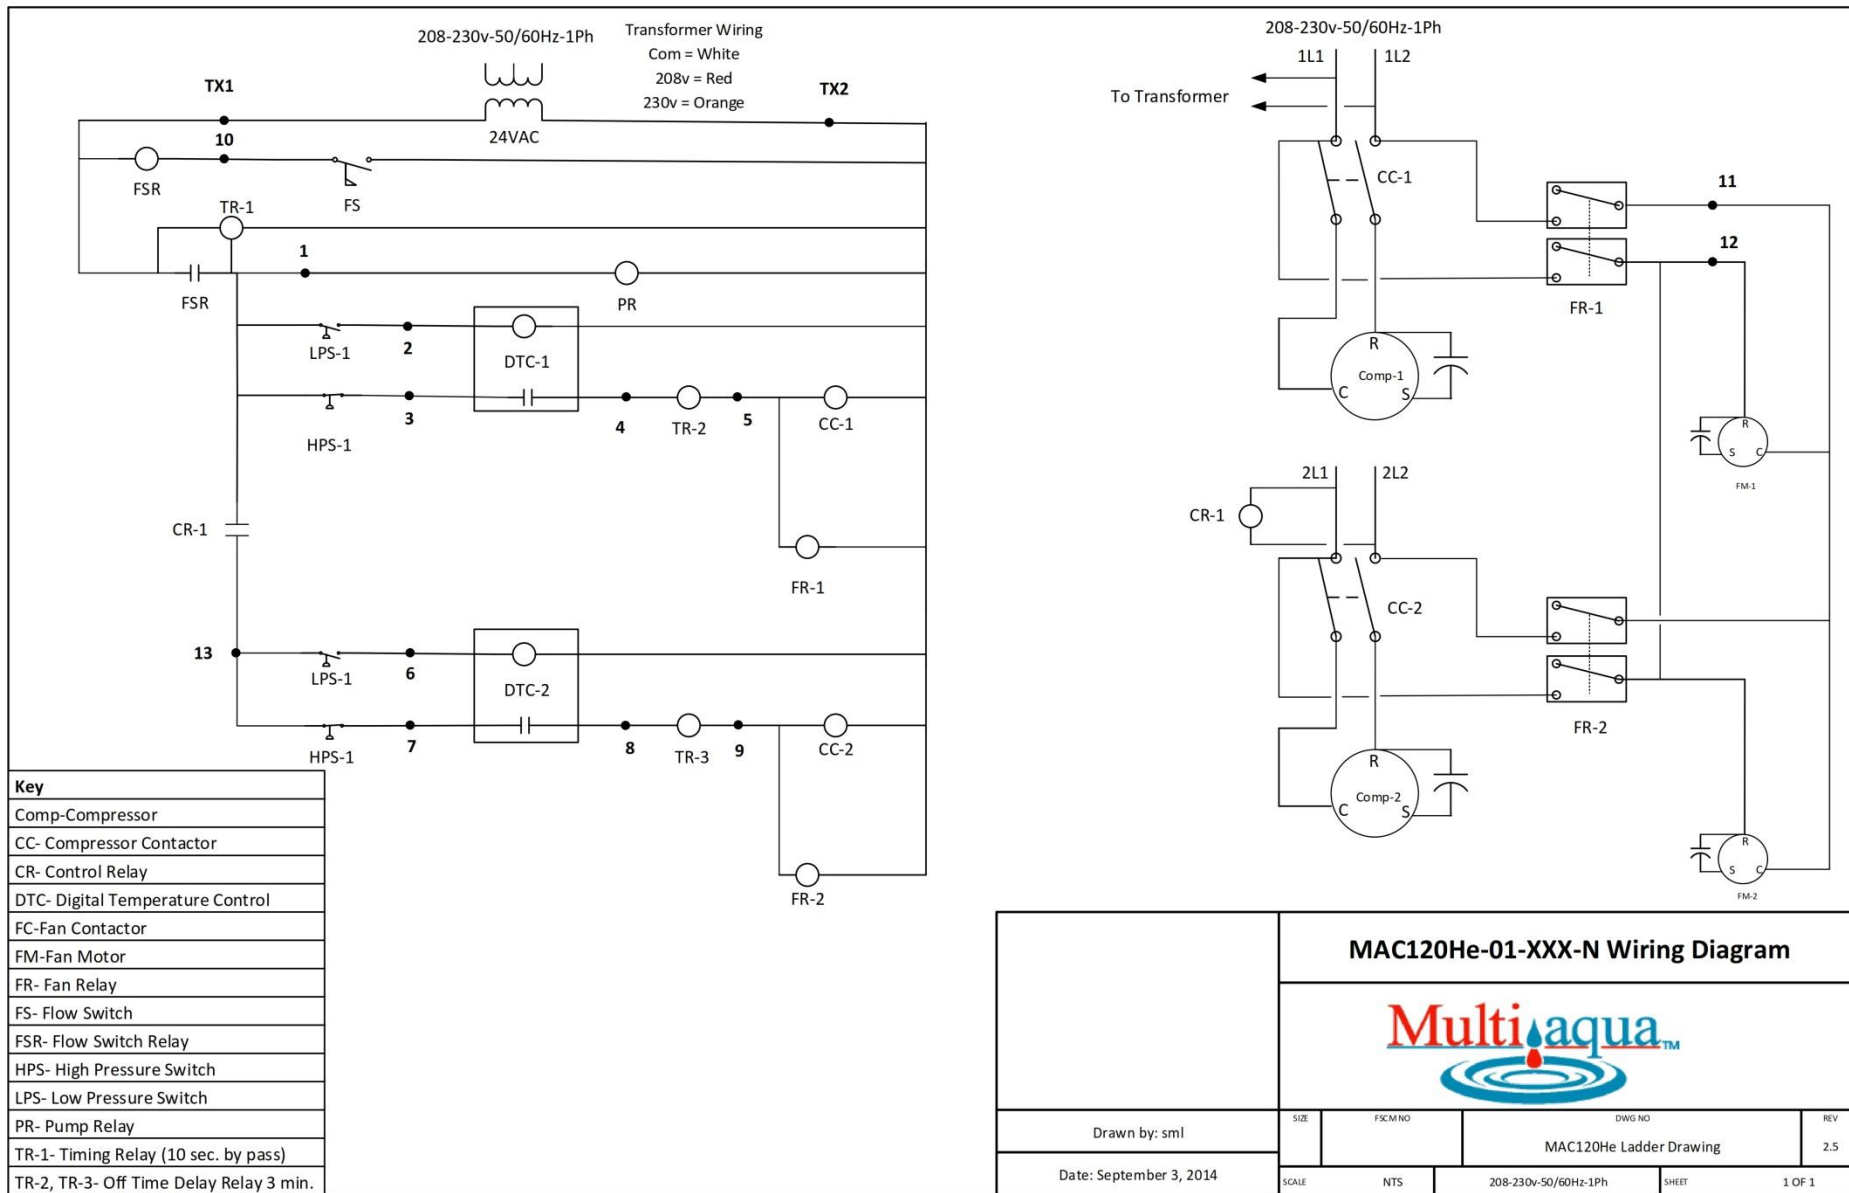 208-230v-50/60Hz-1Ph
Transformer Wiring
Com = White
208v = Red
230v = Orange
TX1
TX2
24VAC
10
FSR
FS
TR-1
1
FSR
PR
LPS-1
2
DTC-1
HPS-1
3
4
TR-2
5
CC-1
CR-1
FR-1
13
LPS-1
6
DTC-2
HPS-1
7
8
TR-3
9
CC-2
FR-2
208-230v-50/60Hz-1Ph
1L1
1L2
To Transformer
CC-1
11
12
FR-1
R
Comp-1
C
S
R
S
C
FM-1
2L1
2L2
CR-1
CC-2
FR-2
R
Comp-2
C
S
R
S
C
FM-2
Key
Comp-Compressor
CC- Compressor Contactor
CR- Control Relay
DTC- Digital Temperature Control
FC-Fan Contactor
FM-Fan Motor
FR- Fan Relay
FS- Flow Switch
FSR- Flow Switch Relay
HPS- High Pressure Switch
LPS- Low Pressure Switch
PR- Pump Relay
TR-1- Timing Relay (10 sec. by pass)
TR-2, TR-3- Off Time Delay Relay 3 min.
MAC120He-01-XXX-N Wiring Diagram
Multiaqua TM
Drawn by: sml
Date: September 3, 2014
SIZE
FSCM NO
DWG NO
REV
MAC120He Ladder Drawing
2.5
SCALE
NTS
208-230v-50/60Hz-1Ph
SHEET
1 OF 1